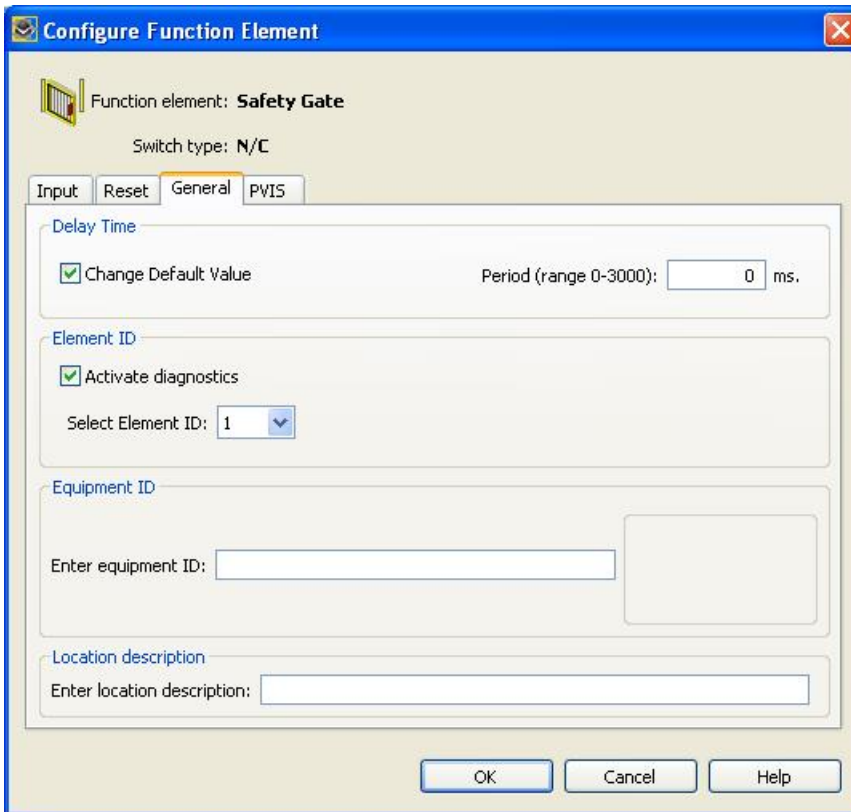 Configure Function Element
Function element: Safety Gate
Switch type: N/C
Input Reset General PVIS
Delay Time
Change Default Value Period (range 0-3000): 0 ms.
Element ID
Activate diagnostics
Select Element ID: 1
Equipment ID
Enter equipment ID:
Location description
Enter location description:
OK Cancel Help